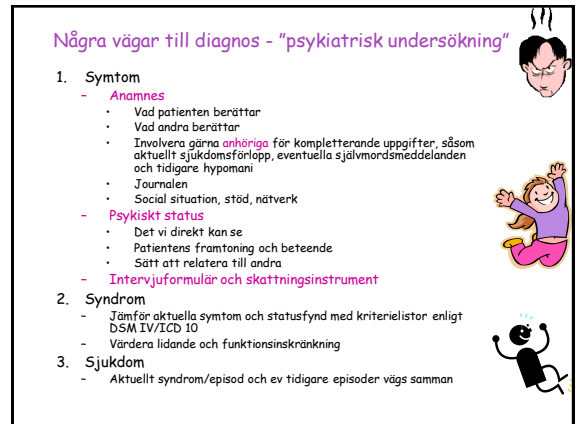 Några vägar till diagnos - ”psykiatrisk undersökning”
1. Symtom
– Anamnes
• Vad patienten berättar
• Vad andra berättar
• Involvera gärna anhöriga för kompletterande uppgifter, såsom
aktuellt sjukdomsförlopp, eventuella självmordsmeddelanden
och tidigare hypomani
• Journalen
• Social situation, stöd, nätverk
– Psykiskt status
• Det vi direkt kan se
• Patientens framtoning och beteende
• Sätt att relatera till andra
– Intervjuformulär och skattningsinstrument
2. Syndrom
– Jämför aktuella symtom och statusfynd med kriterielistor enligt
DSM IV/ICD 10
– Värdera lidande och funktionsinskränkning
3. Sjukdom
– Aktuellt syndrom/episod och ev tidigare episoder vägs samman